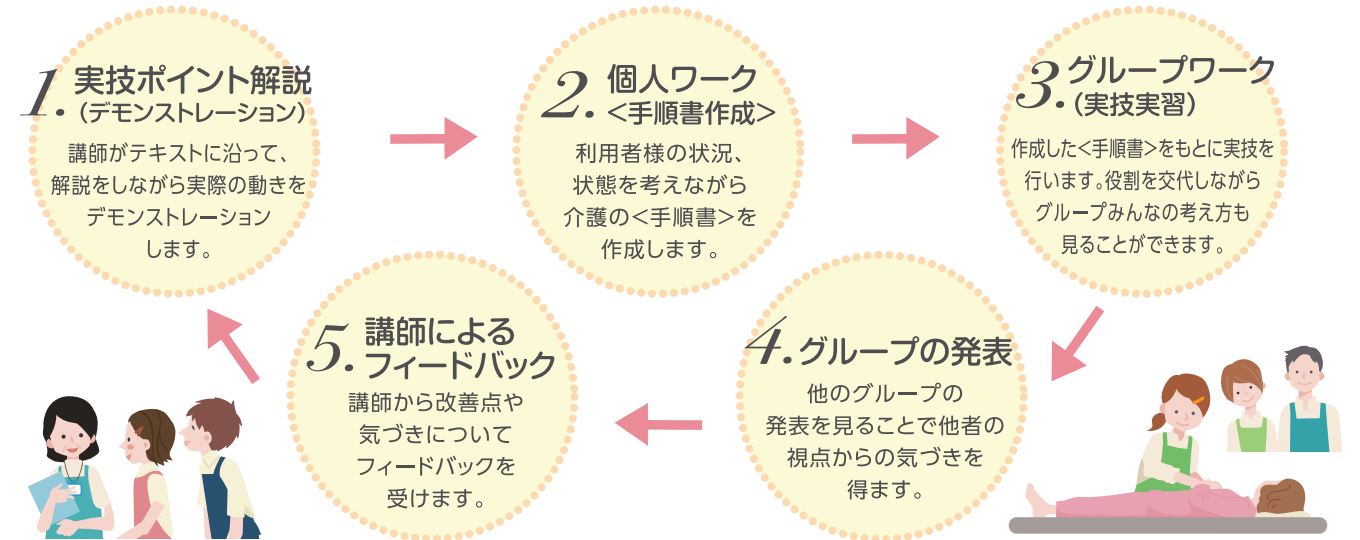 1. 実技ポイント解説
（デモンストレーション）
講師がテキストに沿って、
解説をしながら実際の動きを
デモンストレーション
します。
2. 個人ワーク
＜手順書作成＞
利用者様の状況、
状態を考えながら
介護の＜手順書＞を
作成します。
3. グループワーク
（実技実習）
作成した＜手順書＞をもとに実技を
行います。役割を交代しながら
グループみんなの考え方も
見ることができます。
4. グループの発表
他のグループの
発表を見ることで他者の
視点からの気づきを
得ます。
5. 講師による
フィードバック
講師から改善点や
気づきについて
フィードバックを
受けます。